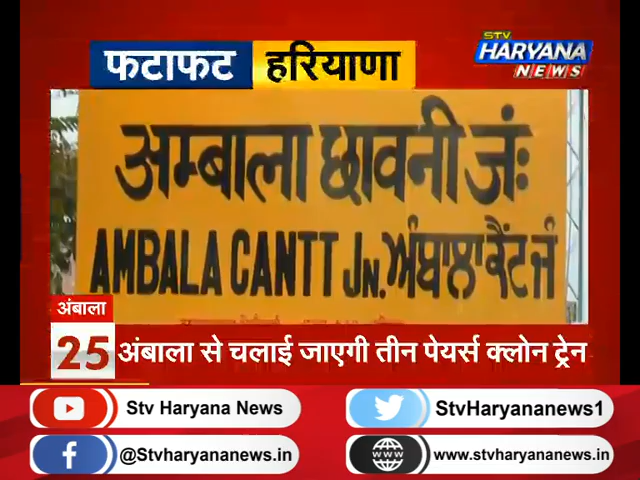 फटाफट हरियाणा
STV
HARYANA
NEWS
अम्बाला छावनी जं:
AMBALA CANTT JN. ਅੰਬਾਲਾ ਕੈਂਟ ਜੰ
अंबाला
25 अंबाला से चलाई जाएगी तीन पेयर्स क्लोन ट्रेन
Stv Haryana News
StvHaryananews1
@Stvharyananews.in
www.stvharyananews.in